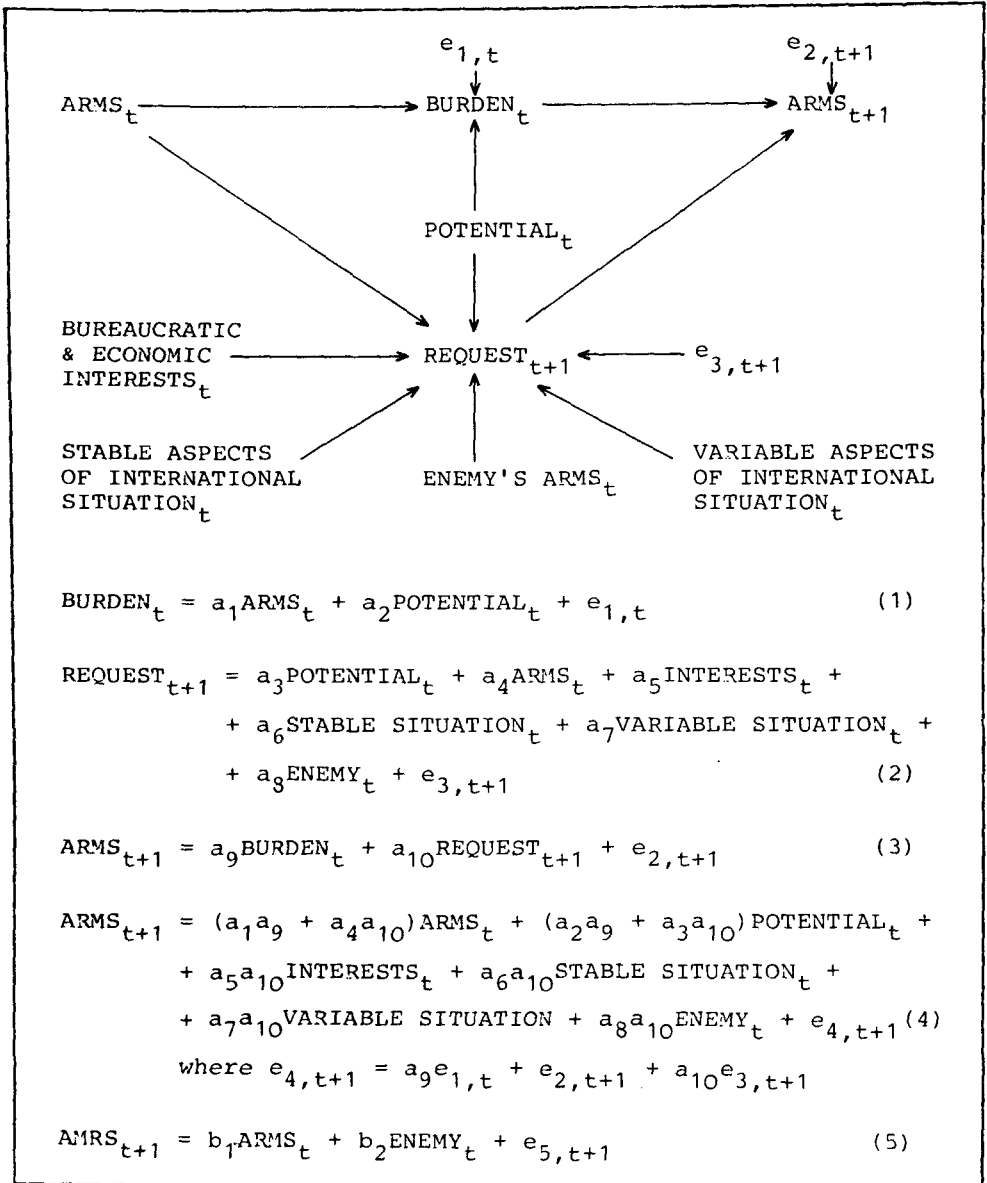 e1,t e2,t+1
ARMSt BURDENt ARMSt+1
POTENTIALt
BUREAUCRATIC
& ECONOMIC
INTERESTSt
REQUESTt+1 e3,t+1
STABLE ASPECTS
OF INTERNATIONAL
SITUATIONt
ENEMY'S ARMSt
VARIABLE ASPECTS
OF INTERNATIONAL
SITUATIONt
BURDENt = a1ARMSt + a2POTENTIALt + e1,t (1)
REQUESTt+1 = a3POTENTIALt + a4ARMSt + a5INTERESTSt +
+ a6STABLE SITUATIONt + a7VARIABLE SITUATIONt +
+ a8ENEMYt + e3,t+1 (2)
ARMSt+1 = a9BURDENt + a10REQUESTt+1 + e2,t+1 (3)
ARMSt+1 = (a1a9 + a4a10)ARMSt + (a2a9 + a3a10)POTENTIALt +
+ a5a10INTERESTSt + a6a10STABLE SITUATIONt +
+ a7a10VARIABLE SITUATION + a8a10ENEMYt + e4,t+1 (4)
where e4,t+1 = a9e1,t + e2,t+1 + a10e3,t+1
AMRSt+1 = b1ARMSt + b2ENEMYt + e5,t+1 (5)